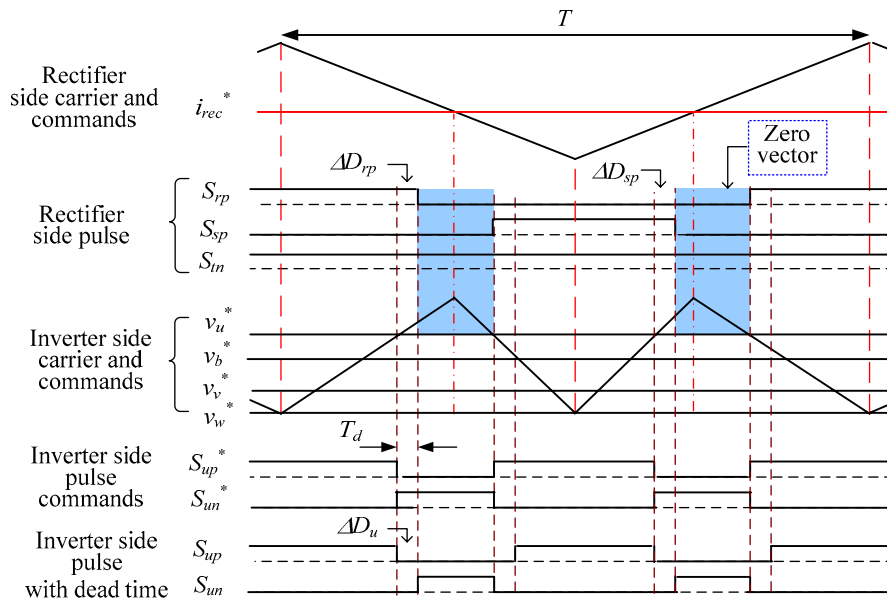 T
Rectifier
side carrier and
commands
i_rec*
Zero
vector
ΔD_rp
ΔD_sp
Rectifier
side pulse
S_rp
S_sp
S_tn
Inverter side
carrier and
commands
v_u*
v_b*
v_v*
v_w*
T_d
Inverter side
pulse
commands
S_up*
S_un*
ΔD_u
Inverter side
pulse
with dead time
S_up
S_un